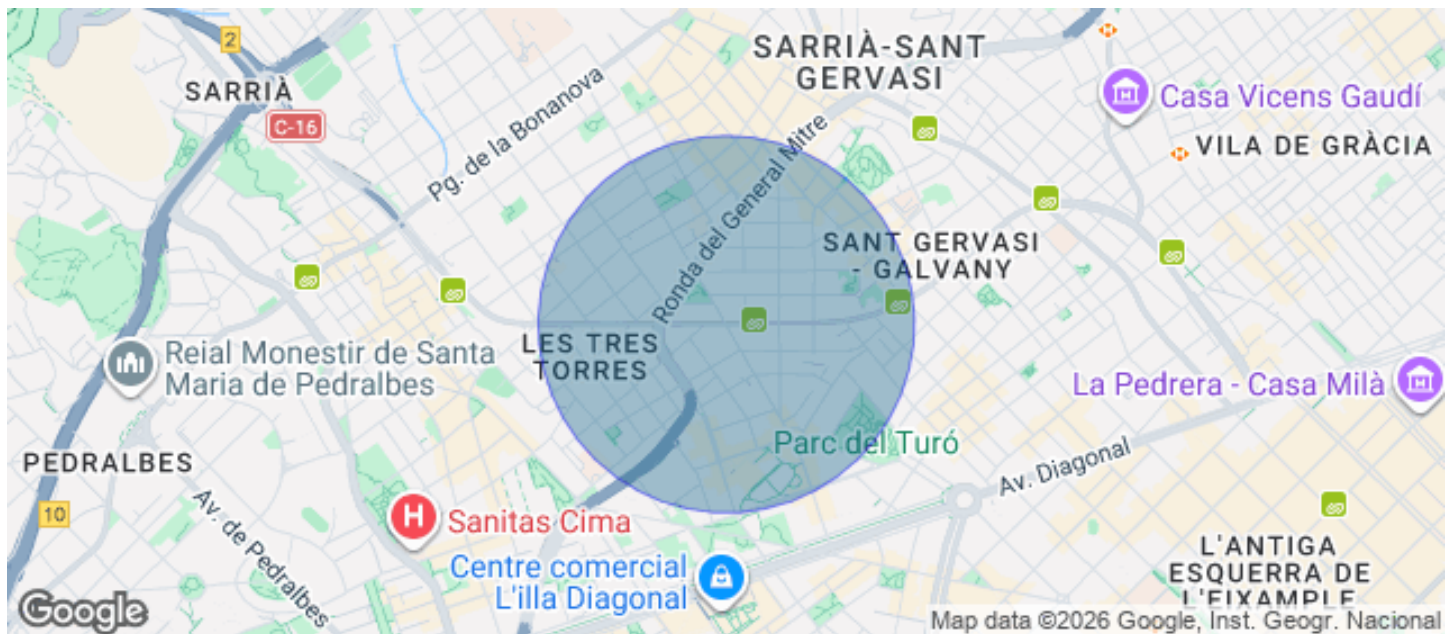 2
SARRIÀ-SANT
GERVASI
SARRIÀ
C-16
Casa Vicens Gaudí
VILA DE GRÀCIA
Pg. de la Bonanova
Ronda del General Mitre
SANT GERVASI
- GALVANY
LES TRES
TORRES
Reial Monestir de Santa
Maria de Pedralbes
La Pedrera - Casa Milà
Parc del Turó
Av. Diagonal
PEDRALBES
10
Av. de Pedralbes
H
Sanitas Cima
Centre comercial
L'illa Diagonal
L'ANTIGA
ESQUERRA DE
L'EIXAMPLE
Google
Map data ©2026 Google, Inst. Geogr. Nacional